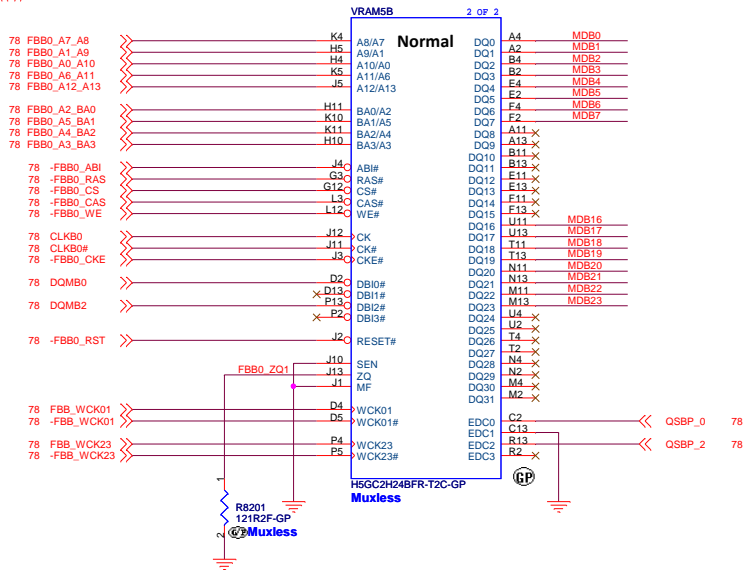 VRAM5B 2 OF 2
Normal
78 FBB0_A7_A8 K4 A8/A7 DQ0 A4 MDB0
78 FBB0_A1_A9 H5 A9/A1 DQ1 A2 MDB1
78 FBB0_A0_A10 H4 A10/A0 DQ2 B4 MDB2
78 FBB0_A6_A11 K5 A11/A6 DQ3 B2 MDB3
78 FBB0_A12_A13 J5 A12/A13 DQ4 E4 MDB4
DQ5 E2 MDB5
78 FBB0_A2_BA0 H11 BA0/A2 DQ6 F4 MDB6
78 FBB0_A5_BA1 K10 BA1/A5 DQ7 F2 MDB7
78 FBB0_A4_BA2 K11 BA2/A4 DQ8 A11
78 FBB0_A3_BA3 H10 BA3/A3 DQ9 A13
DQ10 B11
78 -FBB0_ABI J4 ABI# DQ11 B13
78 -FBB0_RAS G3 RAS# DQ12 E11
78 -FBB0_CS G12 CS# DQ13 E13
78 -FBB0_CAS L3 CAS# DQ14 F11
78 -FBB0_WE L12 WE# DQ15 F13
DQ16 U11 MDB16
78 CLKB0 J12 CK DQ17 U13 MDB17
78 CLKB0# J11 CK# DQ18 T11 MDB18
78 -FBB0_CKE J3 CKE# DQ19 T13 MDB19
DQ20 N11 MDB20
78 DQMB0 D2 DBI0# DQ21 N13 MDB21
D13 DBI1# DQ22 M11 MDB22
78 DQMB2 P13 DBI2# DQ23 M13 MDB23
P2 DBI3# DQ24 U4
DQ25 U2
78 -FBB0_RST J2 RESET# DQ26 T4
DQ27 T2
J10 SEN DQ28 N4
FBB0_ZQ1 J13 ZQ DQ29 N2
J1 MF DQ30 M4
DQ31 M2
78 FBB_WCK01 D4 WCK01
78 -FBB_WCK01 D5 WCK01# EDC0 C2 QSBP_0 78
EDC1 C13
78 FBB_WCK23 P4 WCK23 EDC2 R13 QSBP_2 78
78 -FBB_WCK23 P5 WCK23# EDC3 R2
GP
H5GC2H24BFR-T2C-GP
Muxless
1
R8201
121R2F-GP
2
GP
Muxless